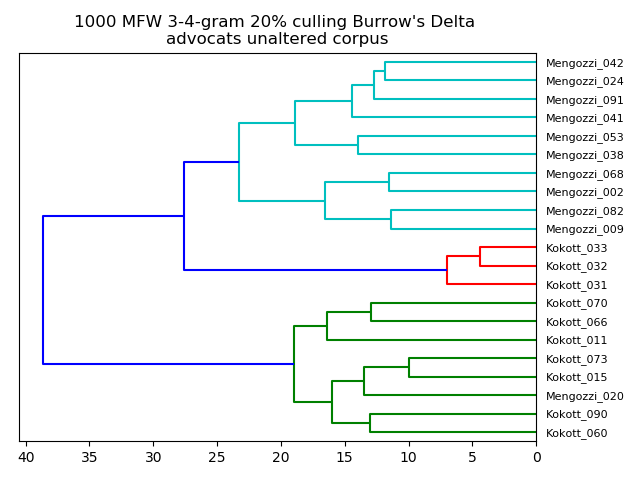 1000 MFW 3-4-gram 20% culling Burrow's Delta
advocats unaltered corpus
Mengozzi_042
Mengozzi_024
Mengozzi_091
Mengozzi_041
Mengozzi_053
Mengozzi_038
Mengozzi_068
Mengozzi_002
Mengozzi_082
Mengozzi_009
Kokott_033
Kokott_032
Kokott_031
Kokott_070
Kokott_066
Kokott_011
Kokott_073
Kokott_015
Mengozzi_020
Kokott_090
Kokott_060
40 35 30 25 20 15 10 5 0